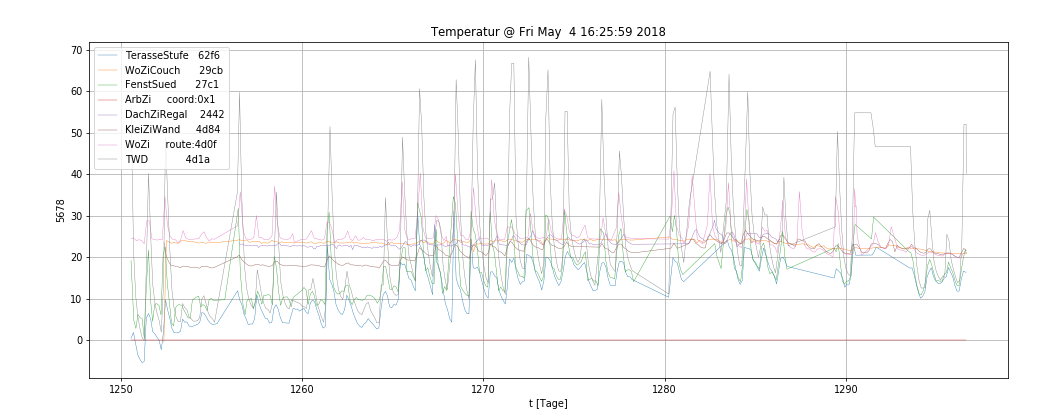 Temperatur @ Fri May  4 16:25:59 2018
70
60
50
40
30
20
10
0
5678
TerasseStufe 62f6
WoZiCouch 29cb
FenstSued 27c1
ArbZi coord:0x1
DachZiRegal 2442
KleiZiWand 4d84
WoZi route:4d0f
TWD 4d1a
1250 1260 1270 1280 1290
t [Tage]